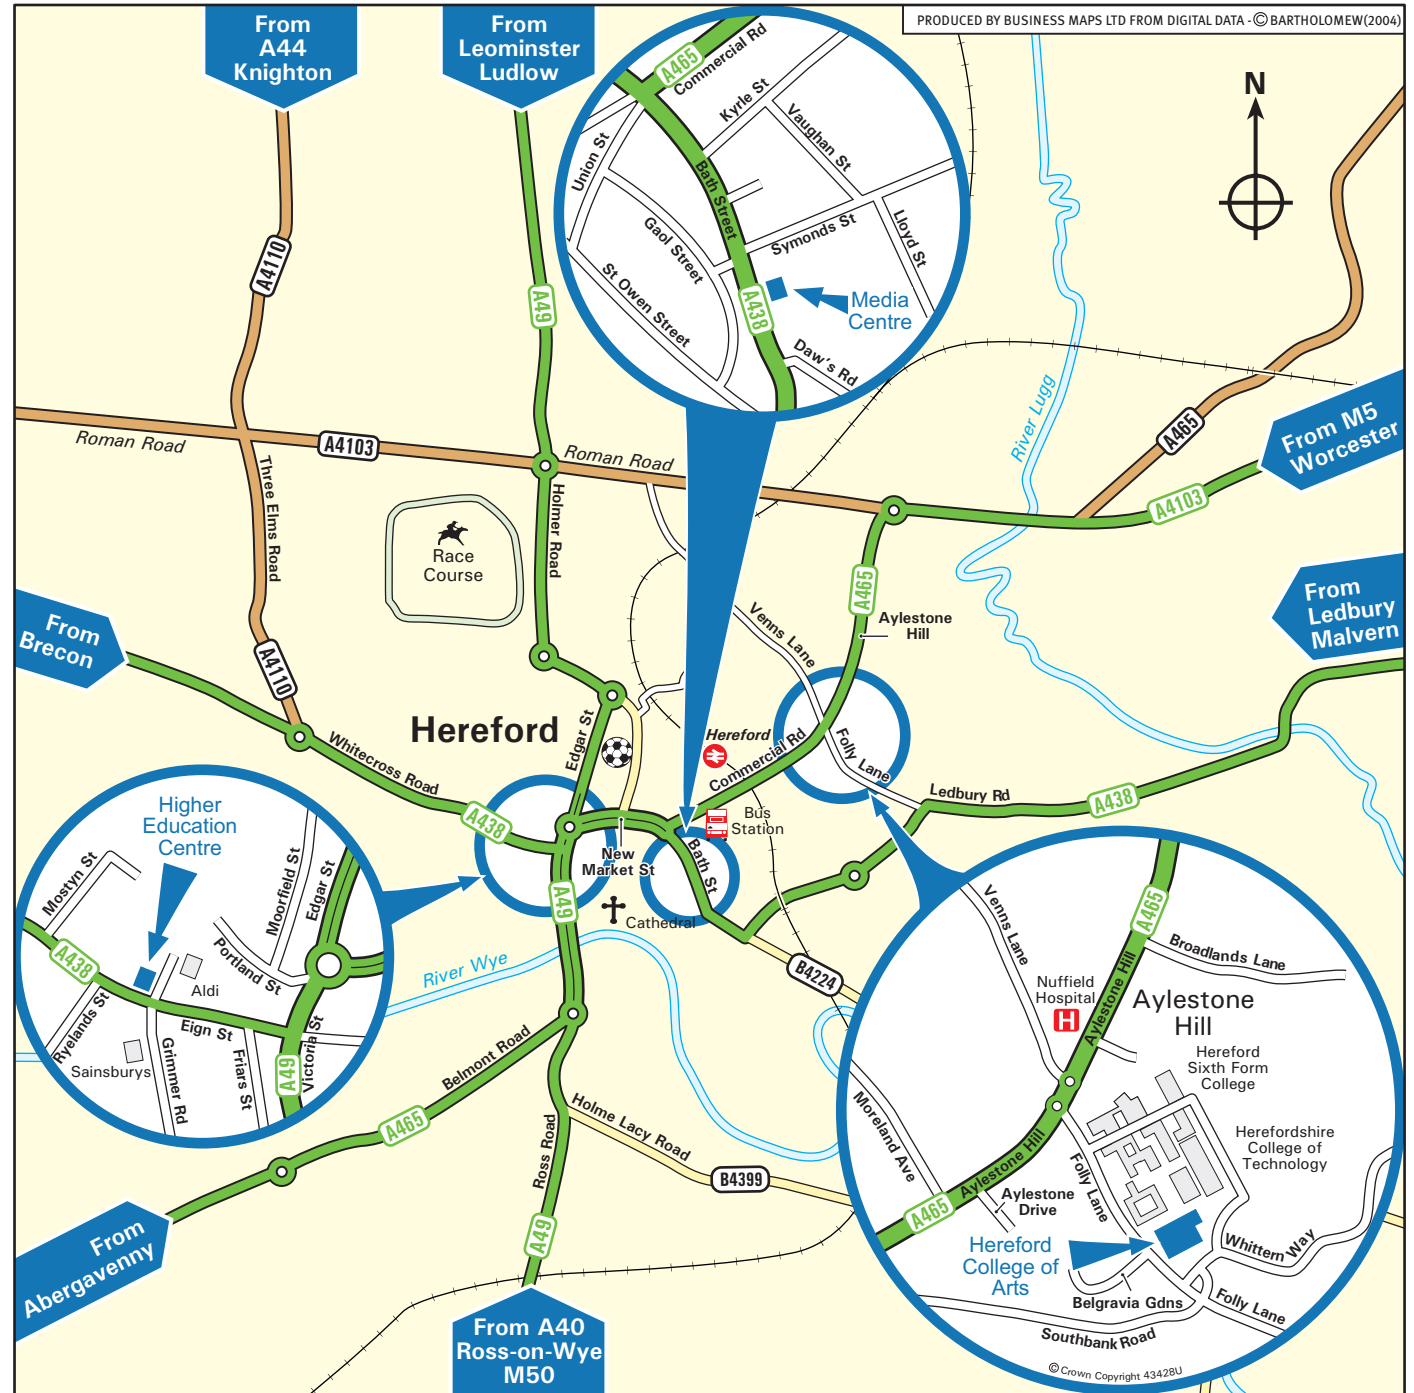 PRODUCED BY BUSINESS MAPS LTD FROM DIGITAL DATA - © BARTHOLOMEW(2004)
From
A44
Knighton
From
Leominster
Ludlow
N
A465
Commercial Rd
Kyrle St
Vaughan St
Union St
Bath Street
Gaol Street
Symonds St
Lloyd St
St Owen Street
A438
Media
Centre
Daw's Rd
A4110
A49
River Lugg
From M5
Worcester
A465
A4103
Roman Road
A4103
Roman Road
Three Elms Road
Holmer Road
Race
Course
A465
Aylestone
Hill
Venns Lane
From
Ledbury
Malvern
From
Brecon
A4110
Hereford
Edgar St
Hereford
Commercial Rd
Folly Lane
Whitecross Road
A438
Ledbury Rd
A438
Bus
Station
New
Market St
Bath St
A49
Cathedral
B4224
River Wye
Higher
Education
Centre
Mostyn St
Moorfield St
Edgar St
A438
Portland St
Aldi
Ryelands St
Eign St
Sainsburys
Grimmer Rd
Friars St
A49
Victoria St
Belmont Road
A465
Ross Road
Holme Lacy Road
B4399
A49
From
Abergavenny
From A40
Ross-on-Wye
M50
Venns Lane
A465
Broadlands Lane
Nuffield
Hospital
H
Aylestone Hill
Aylestone
Hill
Hereford
Sixth Form
College
Moreland Ave
Herefordshire
College of
Technology
Aylestone Hill
Folly Lane
A465
Aylestone
Drive
Hereford
College of
Arts
Whittern Way
Belgravia Gdns
Folly Lane
Southbank Road
© Crown Copyright 43428U